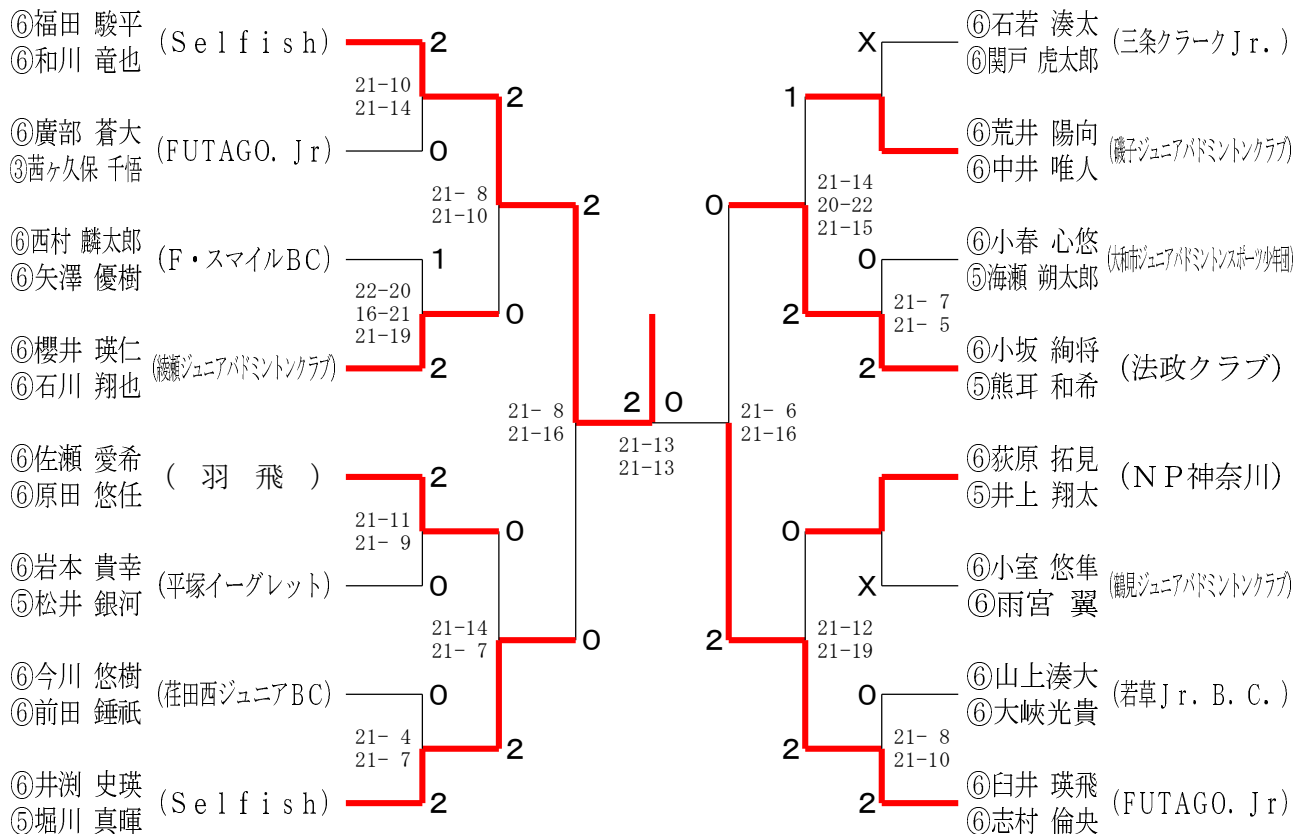 ⑥福田 駿平
⑥和川 竜也
(Selfish)
2
21-10
21-14
2
⑥廣部 蒼大
③茜ヶ久保 千悟
(FUTAGO. Jr)
0
21- 8
21-10
2
⑥西村 麟太郎
⑥矢澤 優樹
(F・スマイルBC)
1
22-20
16-21
21-19
0
⑥櫻井 瑛仁
⑥石川 翔也
(綾瀬ジュニアバドミントンクラブ)
2
21- 8
21-16
2 0
21-13
21-13
⑥佐瀬 愛希
⑥原田 悠任
( 羽 飛 )
2
21-11
21- 9
0
⑥岩本 貴幸
⑤松井 銀河
(平塚イーグレット)
0
21-14
21- 7
0
⑥今川 悠樹
⑥前田 錘祇
(荏田西ジュニアBC)
0
21- 4
21- 7
2
⑥井渕 史瑛
⑤堀川 真暉
(Selfish)
2
X
⑥石若 湊太
⑥関戸 虎太郎
(三条クラークJr.)
1
⑥荒井 陽向
⑥中井 唯人
(磯子ジュニアバドミントンクラブ)
21-14
20-22
21-15
0
0
⑥小春 心悠
⑤海瀬 朔太郎
(大和市ジュニアバドミントンスポーツ少年団)
21- 7
21- 5
2
2
⑥小坂 絢将
⑤熊耳 和希
(法政クラブ)
21- 6
21-16
⑥荻原 拓見
⑤井上 翔太
(NP神奈川)
0
X
⑥小室 悠隼
⑥雨宮 翼
(鶴見ジュニアバドミントンクラブ)
2
21-12
21-19
0
⑥山上湊大
⑥大峡光貴
(若草Jr. B. C. )
2
21- 8
21-10
2
⑥臼井 瑛飛
⑥志村 倫央
(FUTAGO. Jr)